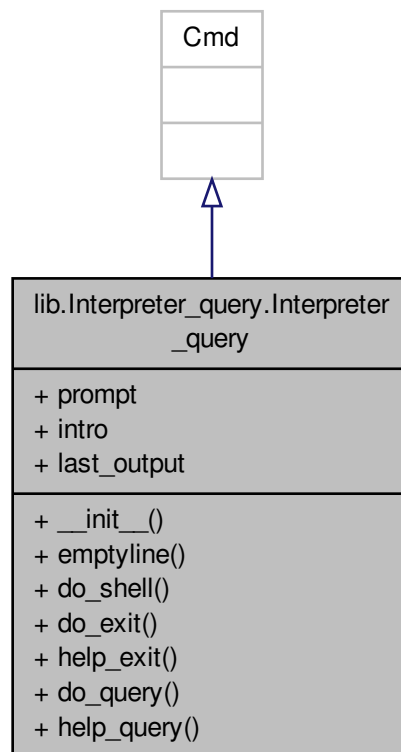 Cmd
lib.Interpreter_query.Interpreter
_query
+ prompt
+ intro
+ last_output
+ __init__()
+ emptyline()
+ do_shell()
+ do_exit()
+ help_exit()
+ do_query()
+ help_query()